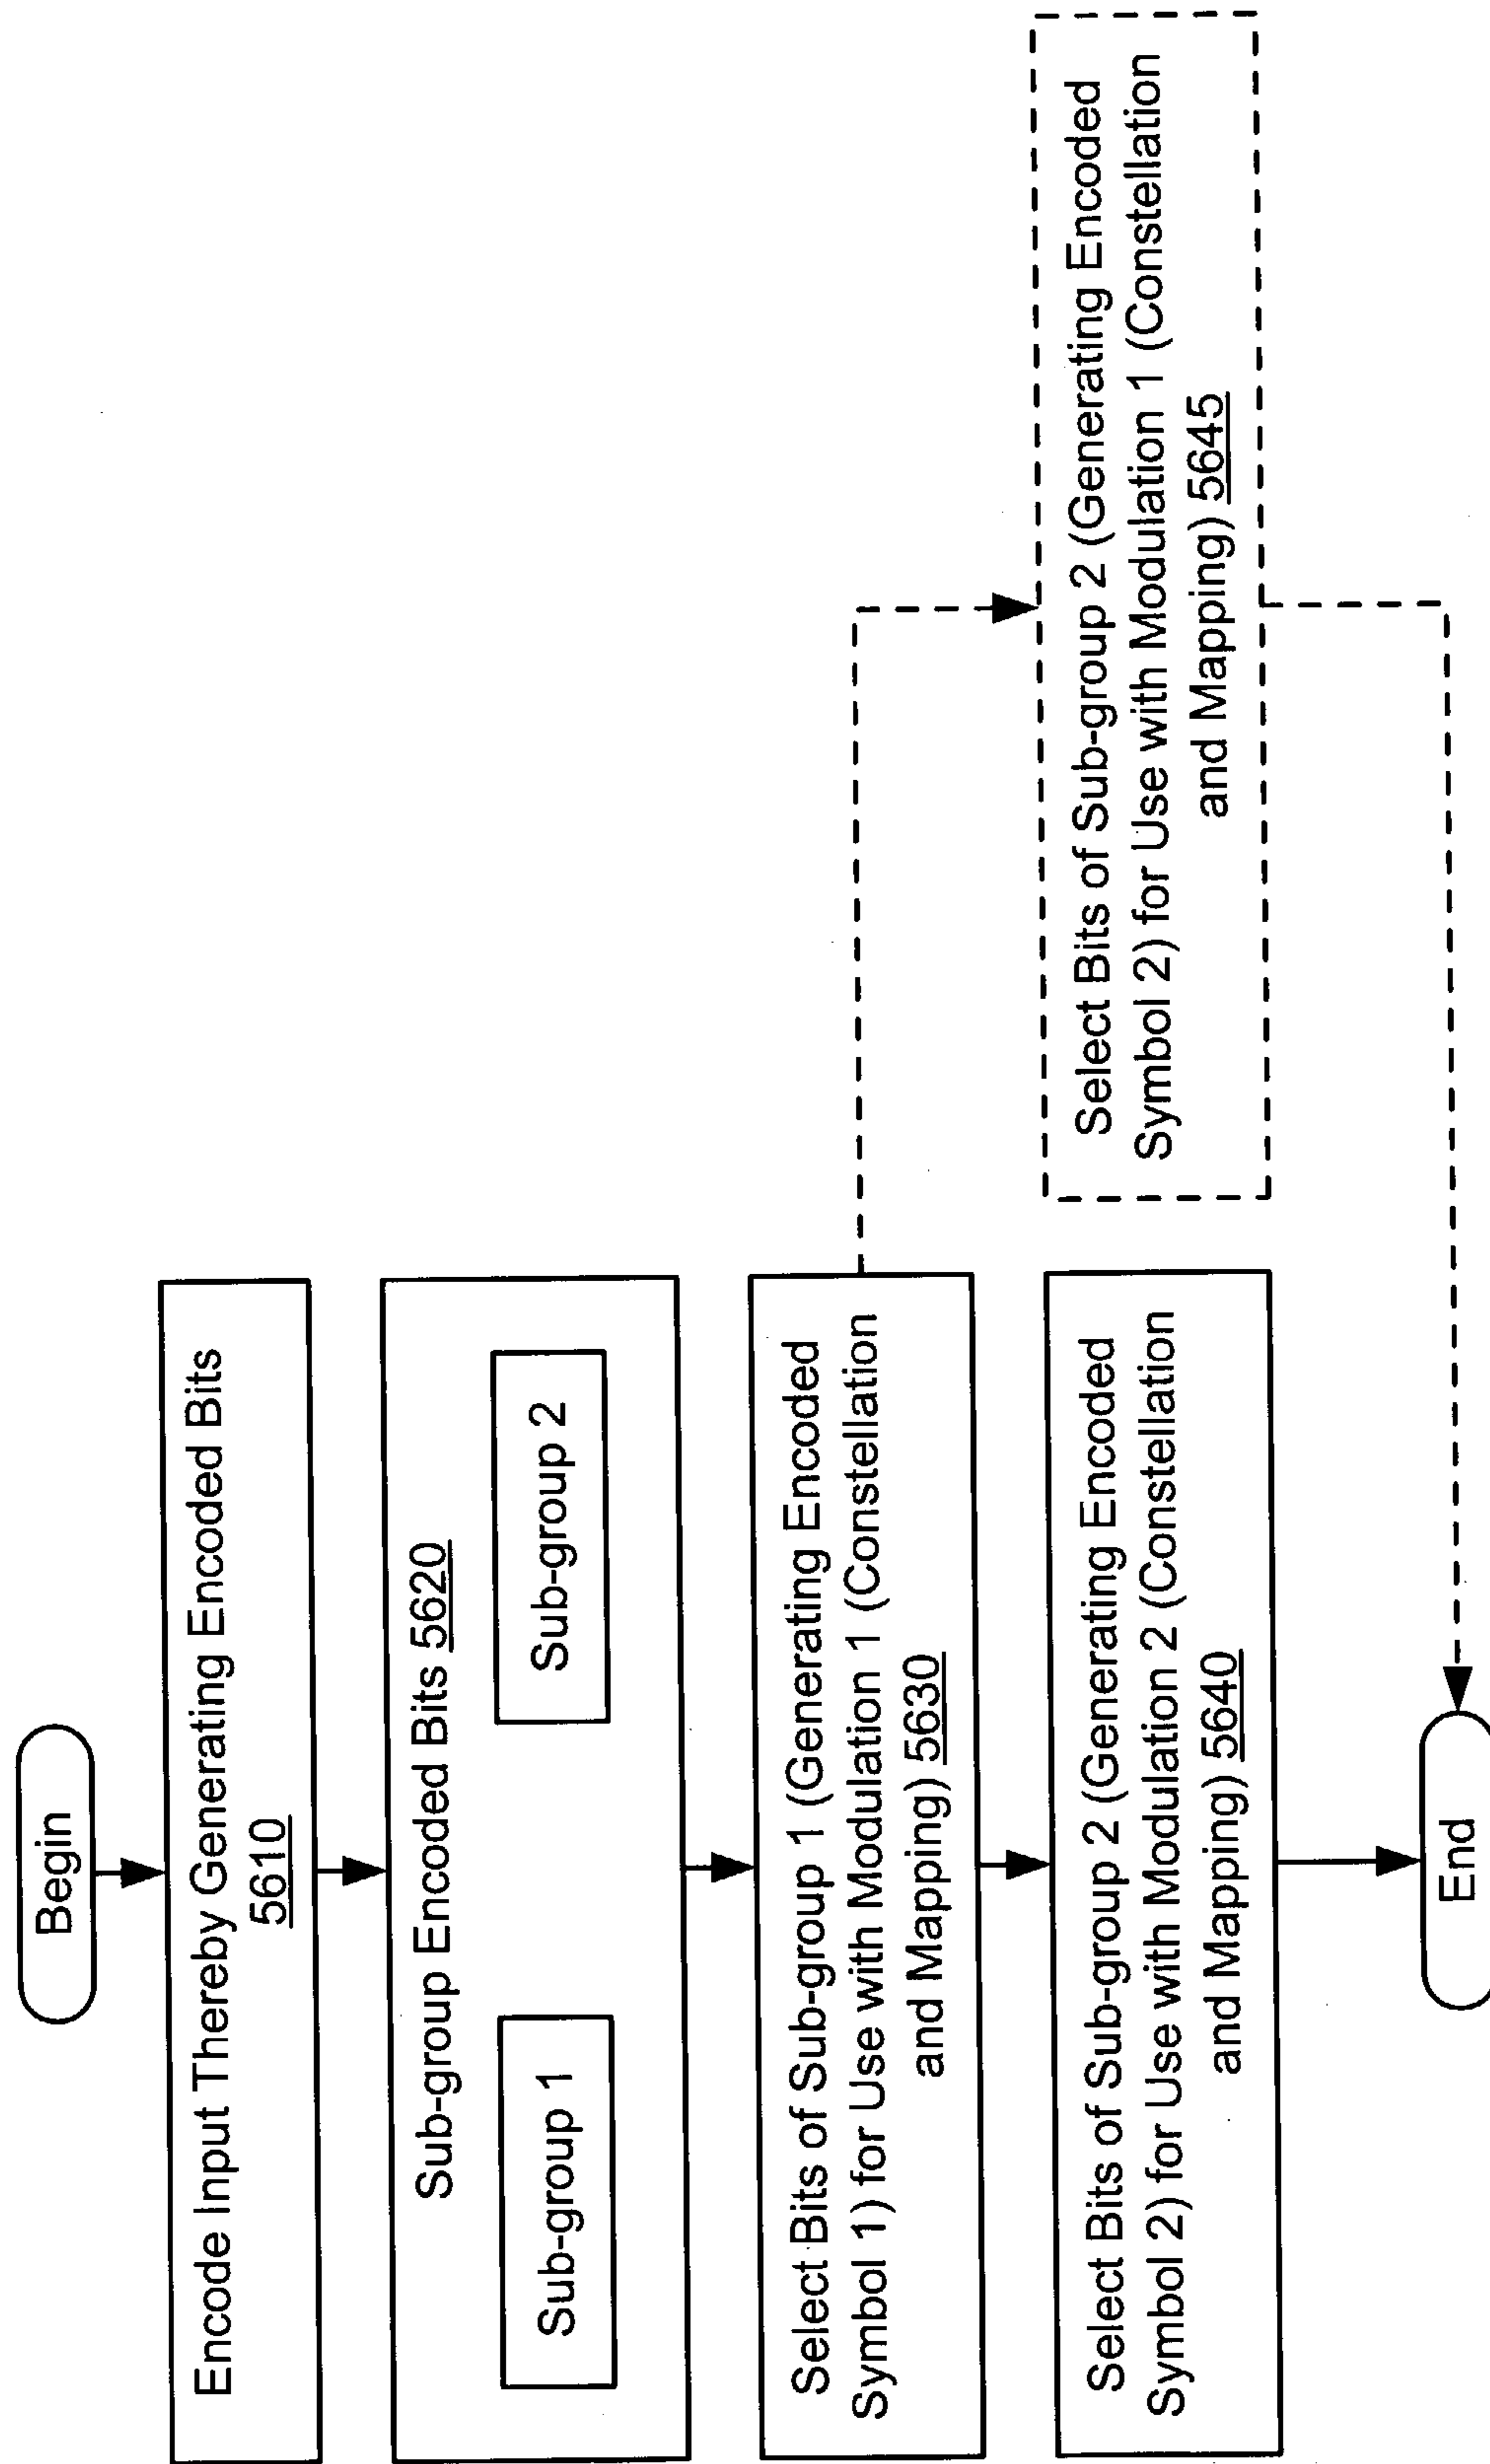 Begin
Encode Input Thereby Generating Encoded Bits
5610
Sub-group Encoded Bits 5620
Sub-group 1
Sub-group 2
Select Bits of Sub-group 1 (Generating Encoded
Symbol 1) for Use with Modulation 1 (Constellation
and Mapping) 5630
Select Bits of Sub-group 2 (Generating Encoded
Symbol 2) for Use with Modulation 2 (Constellation
and Mapping) 5640
Select Bits of Sub-group 2 (Generating Encoded
Symbol 2) for Use with Modulation 1 (Constellation
and Mapping) 5645
End